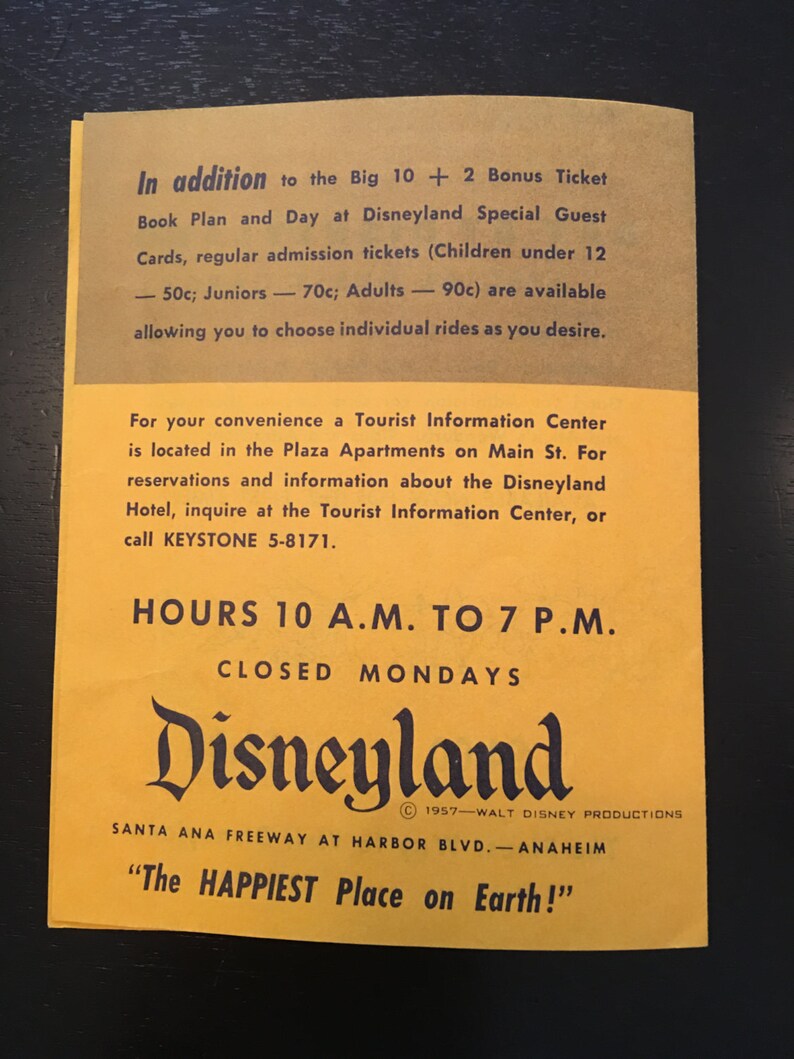 In addition to the Big 10 + 2 Bonus Ticket
Book Plan and Day at Disneyland Special Guest
Cards, regular admission tickets (Children under 12
— 50c; Juniors — 70c; Adults — 90c) are available
allowing you to choose individual rides as you desire.
For your convenience a Tourist Information Center
is located in the Plaza Apartments on Main St. For
reservations and information about the Disneyland
Hotel, inquire at the Tourist Information Center, or
call KEYSTONE 5-8171.
HOURS 10 A.M. TO 7 P.M.
CLOSED MONDAYS
Disneyland
© 1957—WALT DISNEY PRODUCTIONS
SANTA ANA FREEWAY AT HARBOR BLVD.—ANAHEIM
"The HAPPIEST Place on Earth!"